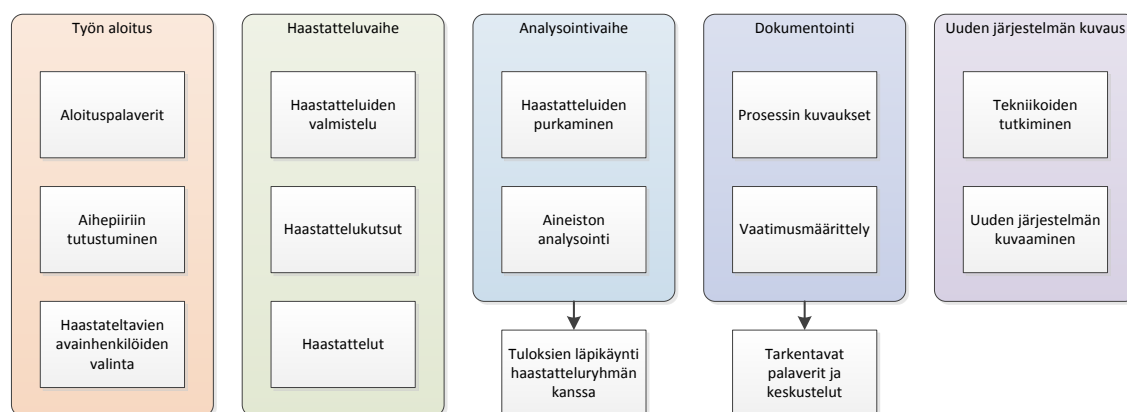 Työn aloitus
Aloituspalaverit
Aihepiiriin
tutustuminen
Haastateltavien
avainhenkilöiden
valinta
Haastatteluvaihe
Haastatteluiden
valmistelu
Haastattelukutsut
Haastattelut
Analysointivaihe
Haastatteluiden
purkaminen
Aineiston
analysointi
Tuloksien läpikäynti
haastatteluryhmän
kanssa
Dokumentointi
Prosessin kuvaukset
Vaatimusmäärittely
Tarkentavat
palaverit ja
keskustelut
Uuden järjestelmän kuvaus
Tekniikoiden
tutkiminen
Uuden järjestelmän
kuvaaminen